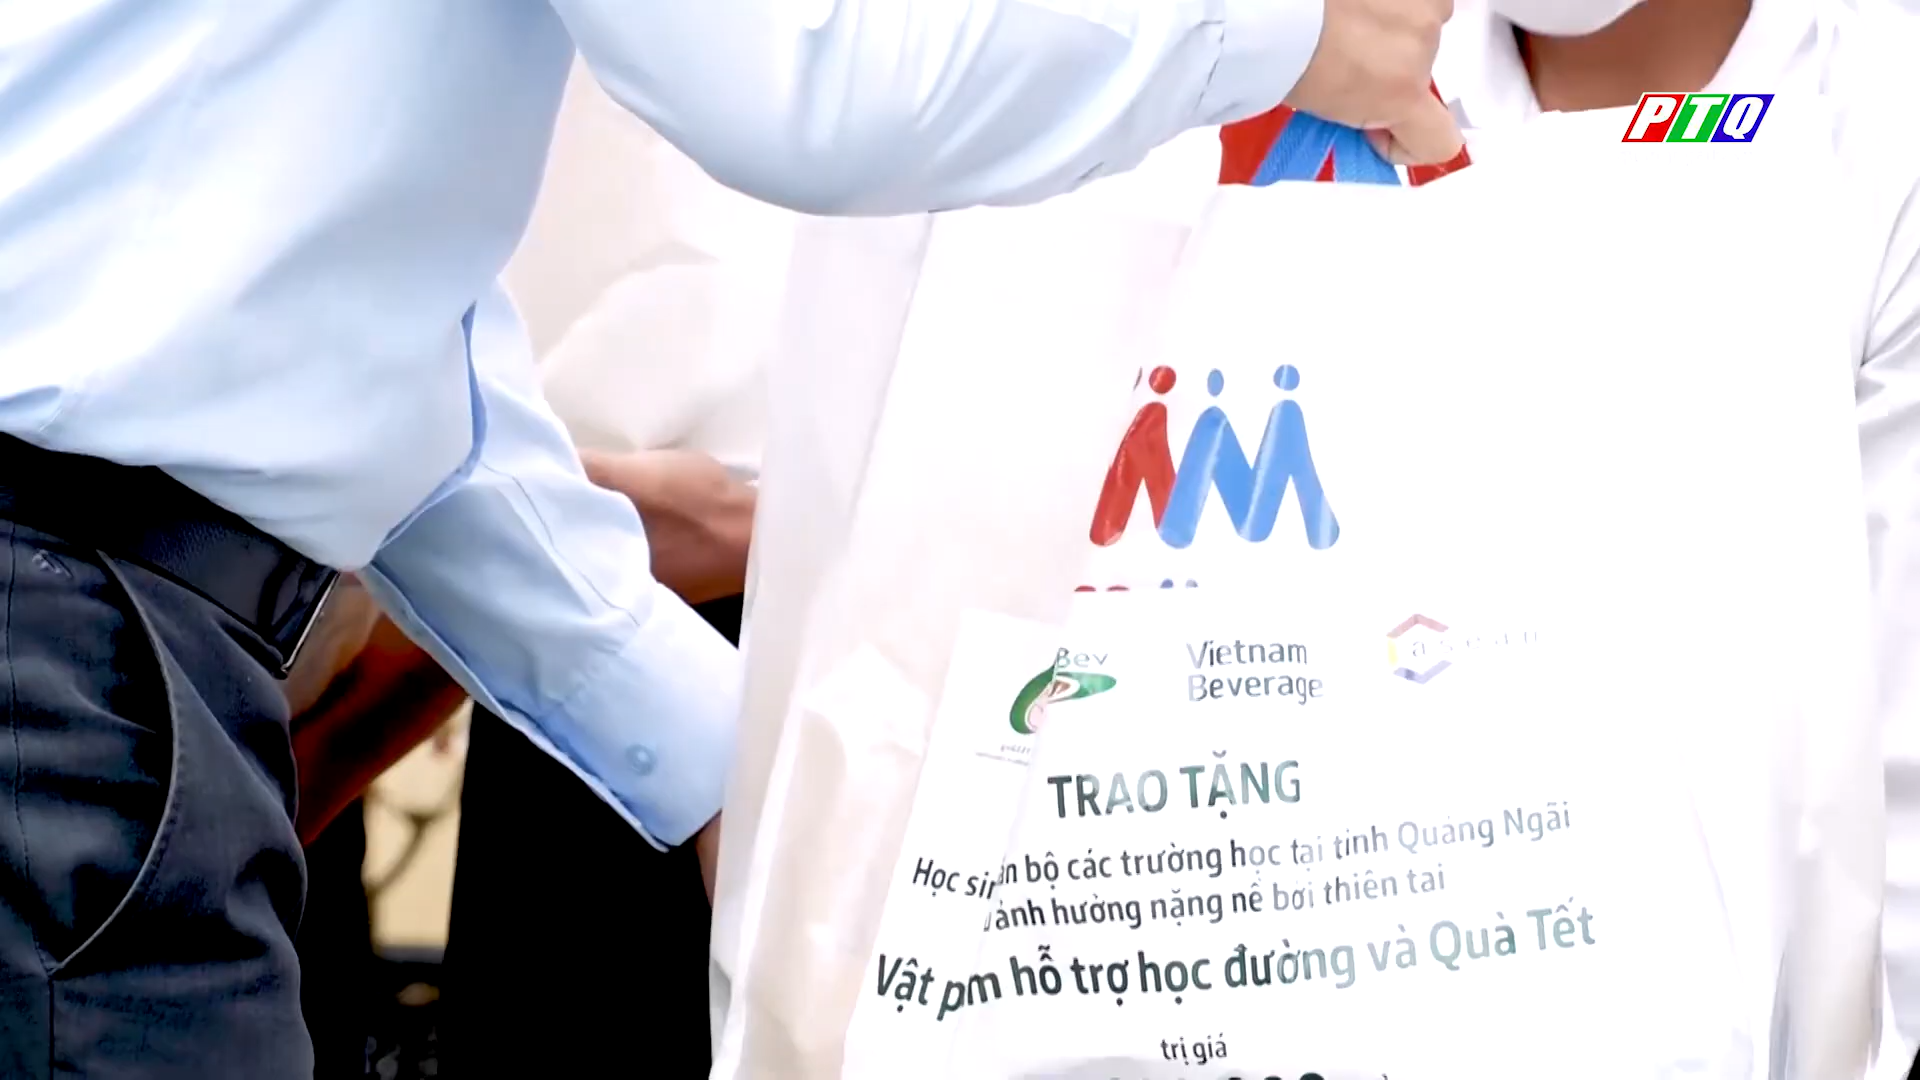 PTQ
Bev
Vietnam
Beverage
TRAO TẶNG
Học bộ các trường học tại tỉnh Quảng Ngãi
ảnh hưởng nặng nề bởi thiên tai
Vật hỗ trợ học đường và Quà Tết
trị giá